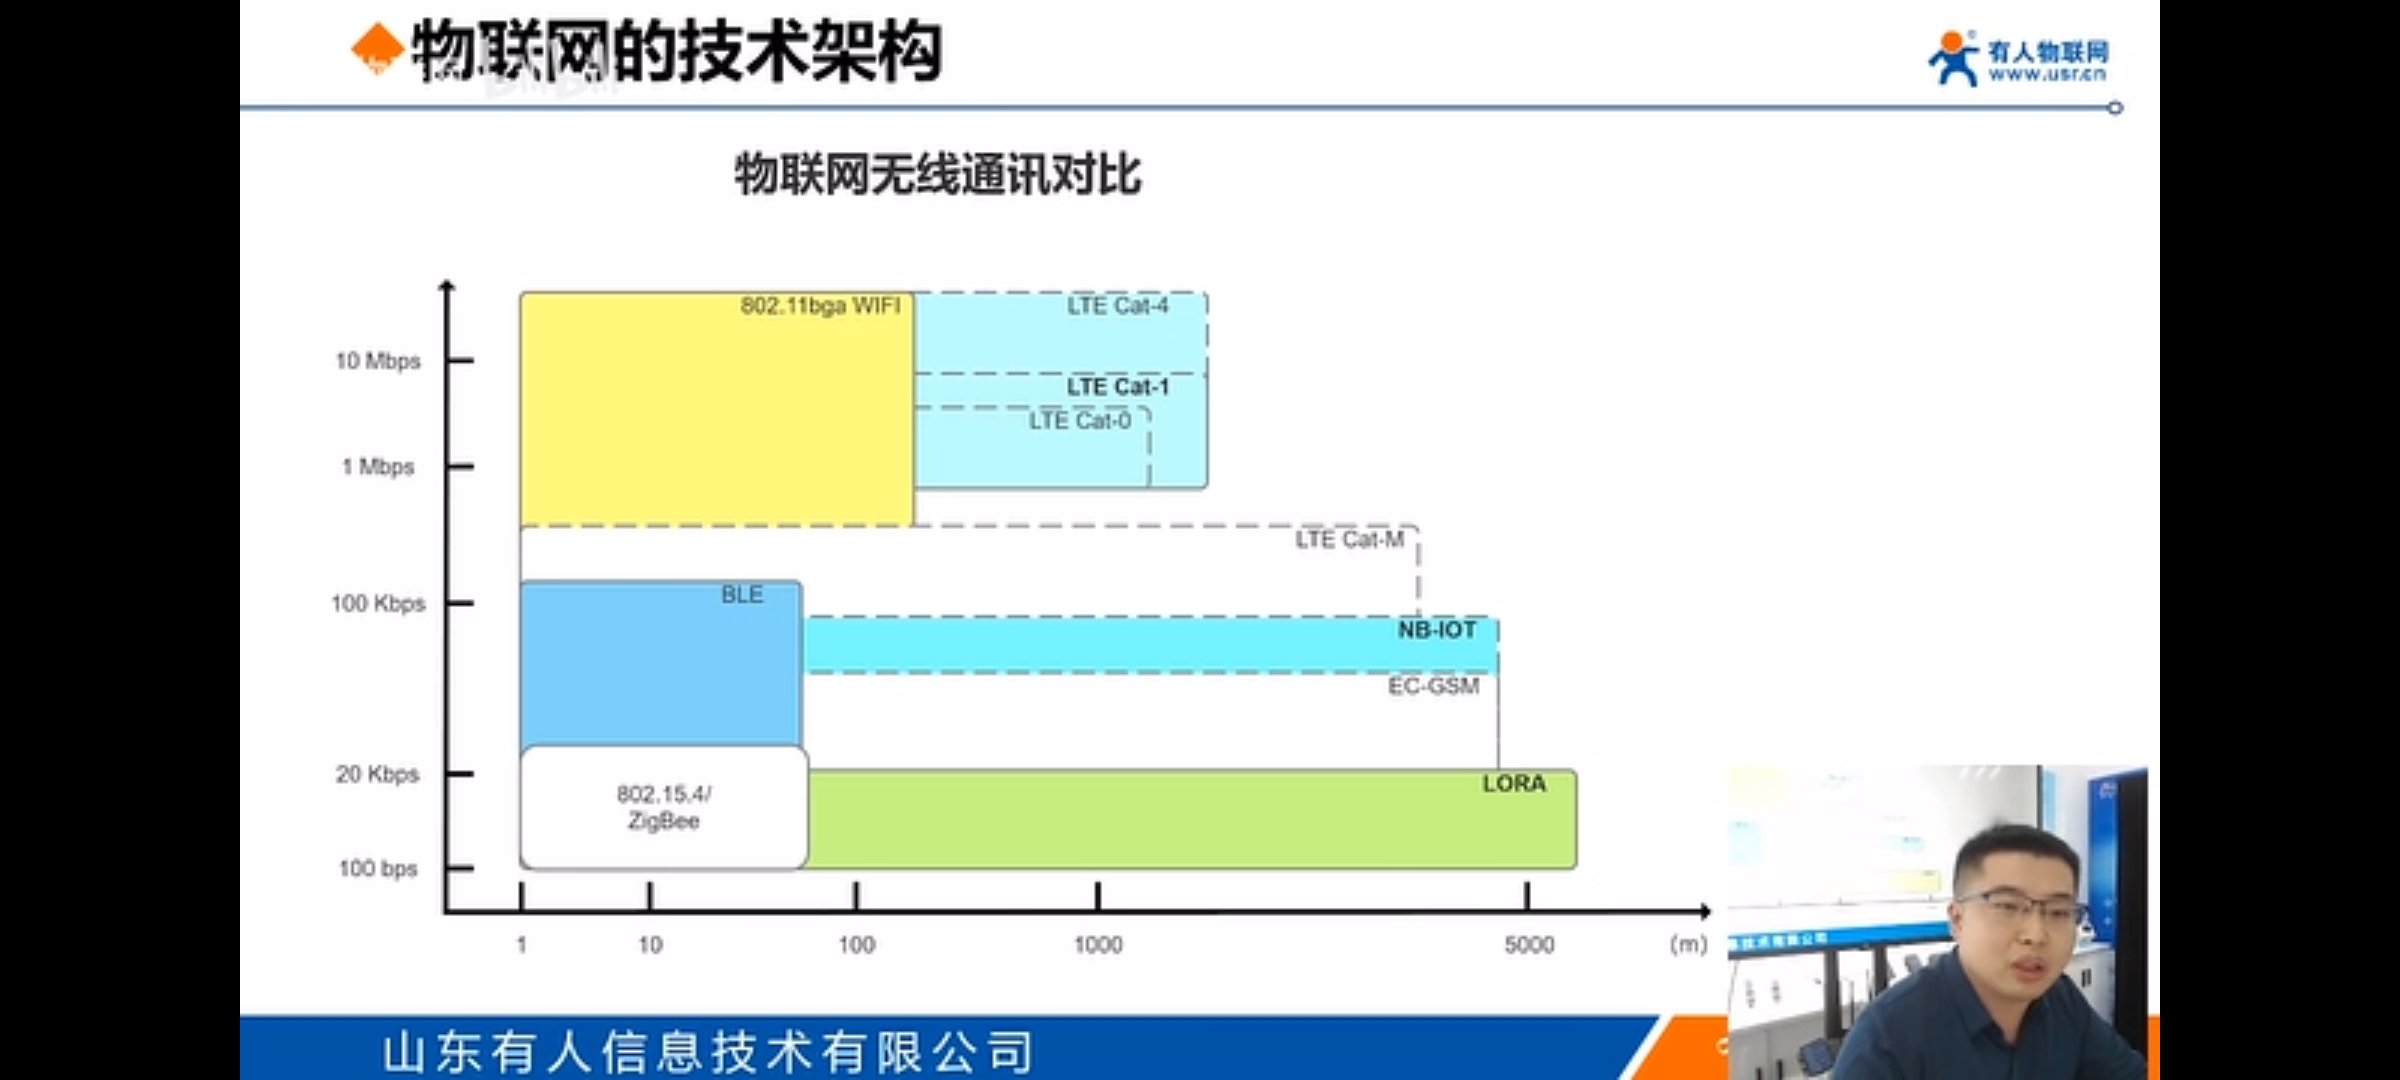 物联网的技术架构
有人物联网
www.usr.cn
物联网无线通讯对比
802.11bga WIFI
LTE Cat-4
10 Mbps
LTE Cat-1
LTE Cat-0
1 Mbps
LTE Cat-M
BLE
100 Kbps
NB-IOT
EC-GSM
20 Kbps
LORA
802.15.4/
ZigBee
100 bps
1
10
100
1000
5000
(m)
山东有人信息技术有限公司